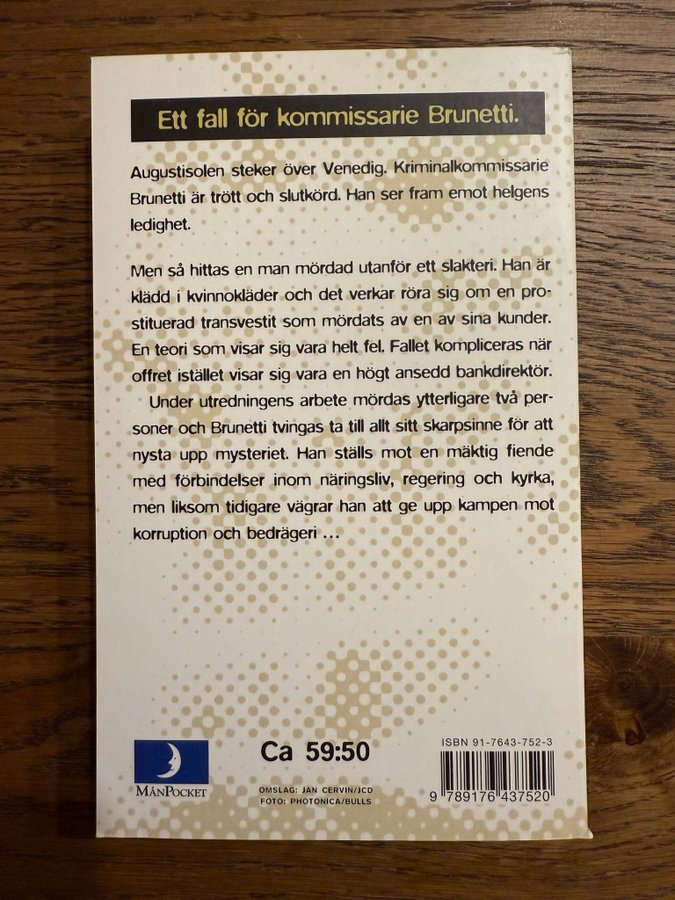 Ett fall för kommissarie Brunetti.
Augustisolen steker över Venedig. Kriminalkommissarie
Brunetti är trött och slutkörd. Han ser fram emot helgens
ledighet.
Men så hittas en man mördad utanför ett slakteri. Han är
klädd i kvinnokläder och det verkar röra sig om en pro-
stituerad transvestit som mördats av en av sina kunder.
En teori som visar sig vara helt fel. Fallet kompliceras när
offret istället visar sig vara en högt ansedd bankdirektör.
Under utredningens arbete mördas ytterligare två per-
soner och Brunetti tvingas ta till allt sitt skarpsinne för att
nysta upp mysteriet. Han ställs mot en mäktig fiende
med förbindelser inom näringsliv, regering och kyrka,
men liksom tidigare vägrar han att ge upp kampen mot
korruption och bedrägeri ...
MÅNPOCKET
Ca 59:50
OMSLAG: JAN CERVIN/JCD
FOTO: PHOTONICA/BULLS
ISBN 91-7643-752-3
9 789176 437520